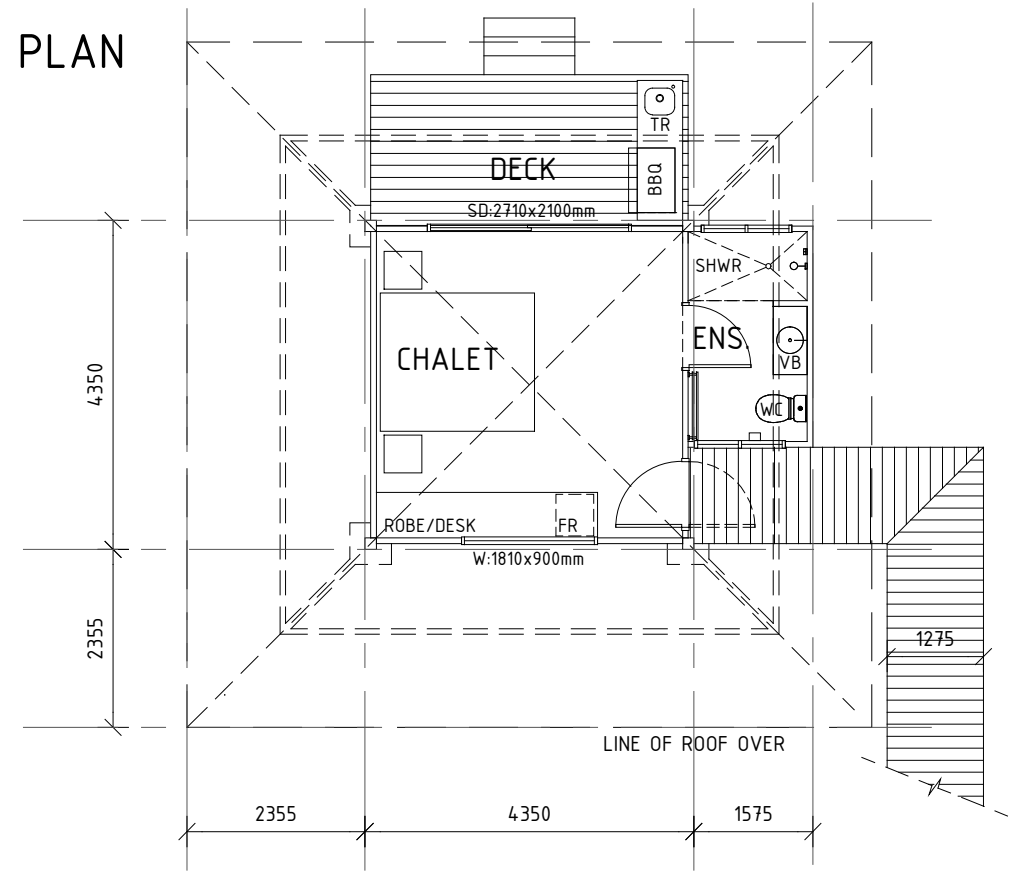 PLAN
TR
DECK
BBQ
SD:2710x2100mm
SHWR
ENS.
CHALET
VB
4350
WC
ROBE/DESK
FR
W:1810x900mm
2355
1275
LINE OF ROOF OVER
2355
4350
1575